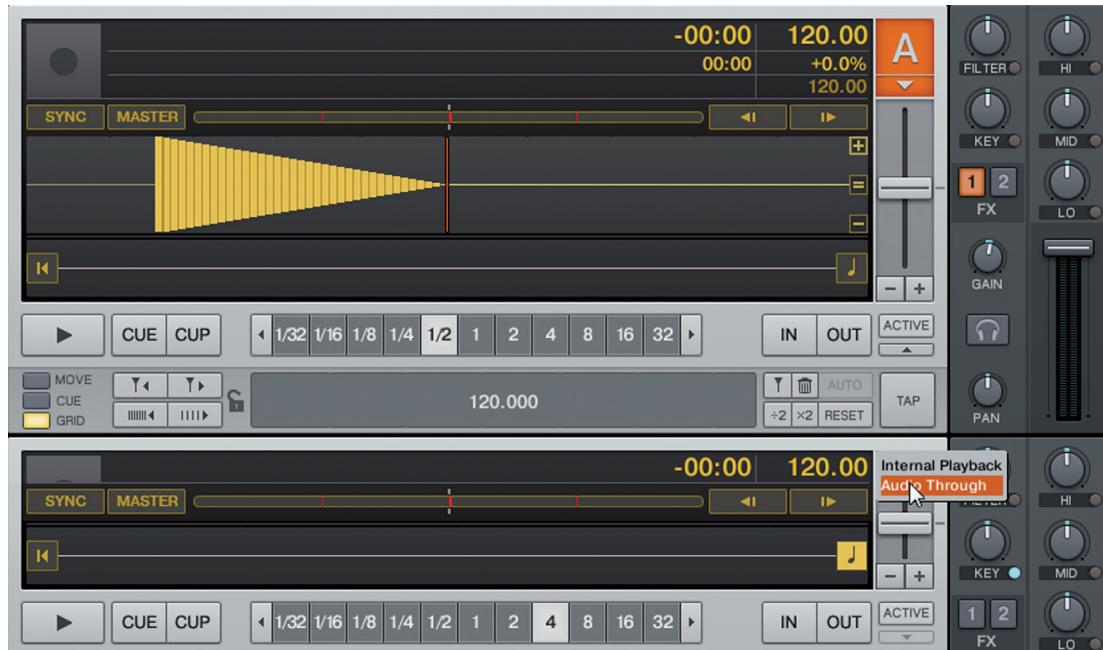 -00:00 120.00 A
00:00 +0.0%
120.00
SYNC MASTER
FILTER HI
KEY MID
1 2
FX LO
GAIN
CUE CUP 1/32 1/16 1/8 1/4 1/2 1 2 4 8 16 32 IN OUT ACTIVE
MOVE
CUE
GRID
120.000
AUTO
÷2 ×2 RESET
TAP
PAN
-00:00 120.00
Internal Playback
Audio Through
SYNC MASTER
HI
KEY MID
CUE CUP 1/32 1/16 1/8 1/4 1/2 1 2 4 8 16 32 IN OUT ACTIVE
1 2
FX LO